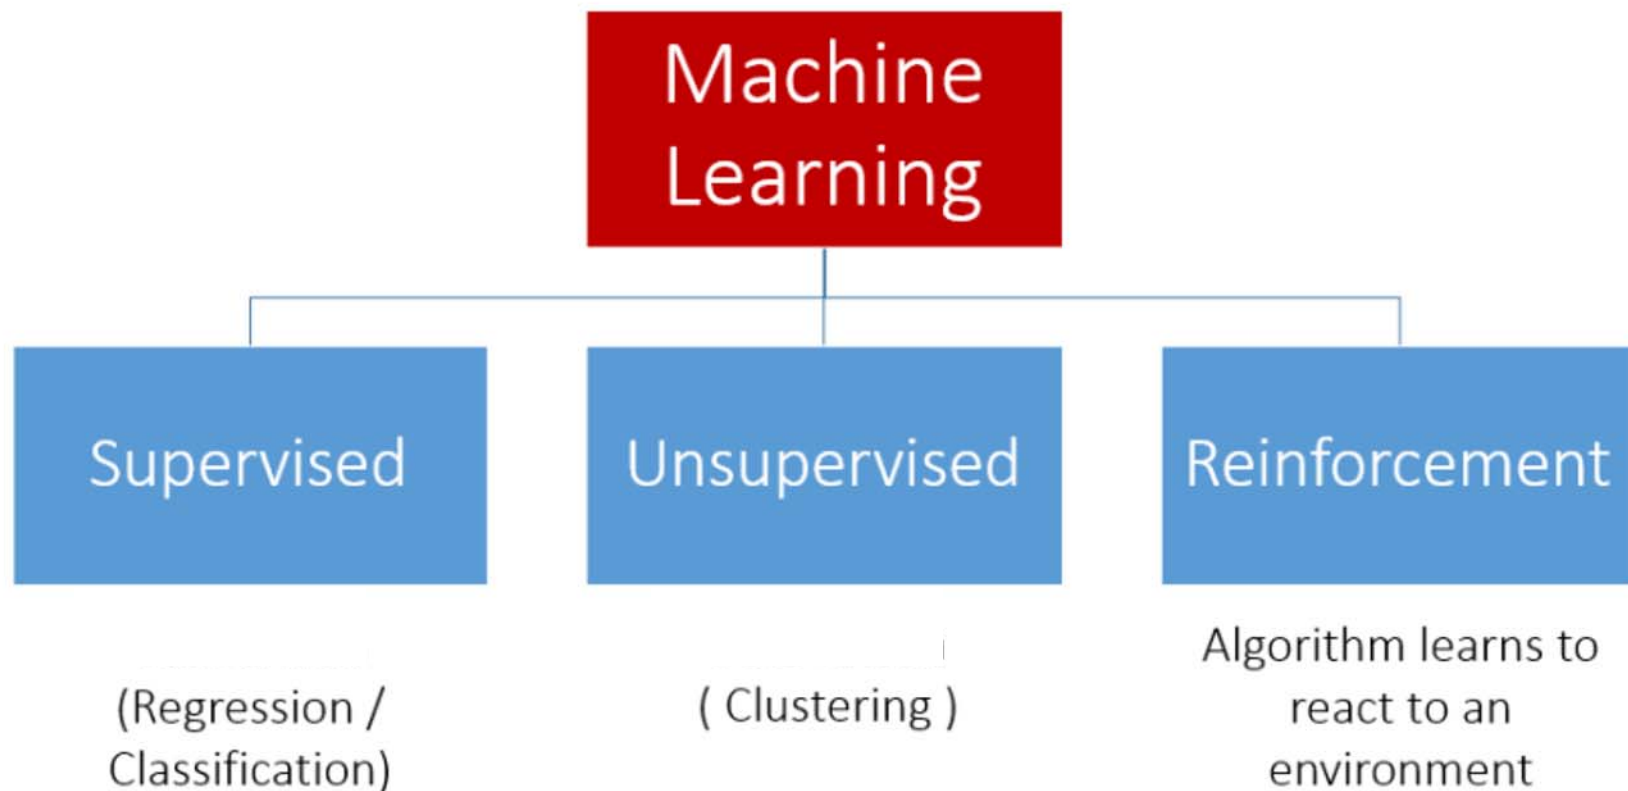 Machine
Learning
Supervised
Unsupervised
Reinforcement
(Regression /
Classification)
( Clustering )
Algorithm learns to
react to an
environment